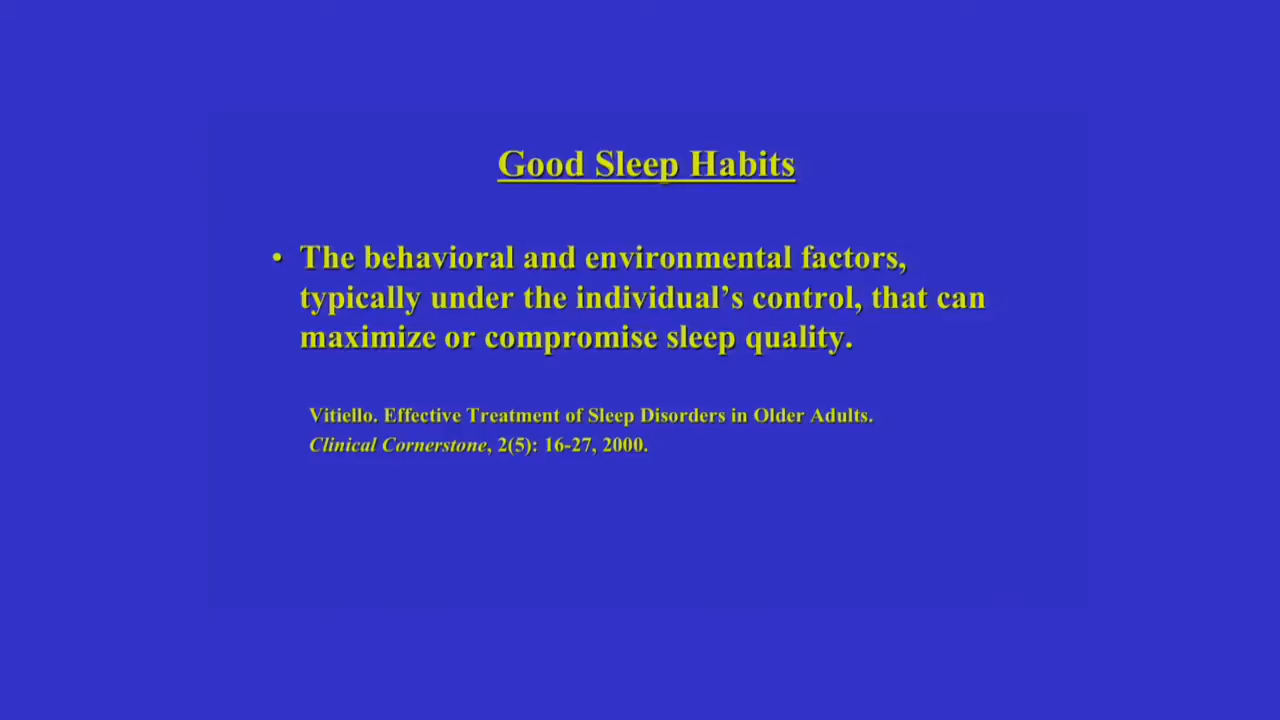 Good Sleep Habits
• The behavioral and environmental factors,
typically under the individual’s control, that can
maximize or compromise sleep quality.
Vitiello. Effective Treatment of Sleep Disorders in Older Adults.
Clinical Cornerstone, 2(5): 16-27, 2000.